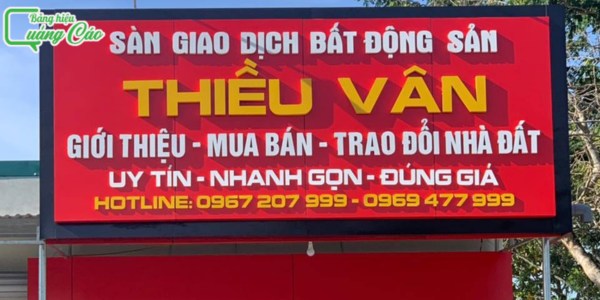 Bảng hiệu
Quảng Cáo
SÀN GIAO DỊCH BẤT ĐỘNG SẢN
THIỀU VÂN
GIỚI THIỆU - MUA BÁN - TRAO ĐỔI NHÀ ĐẤT
UY TÍN - NHANH GỌN - ĐÚNG GIÁ
HOTLINE: 0967 207 999 - 0969 477 999